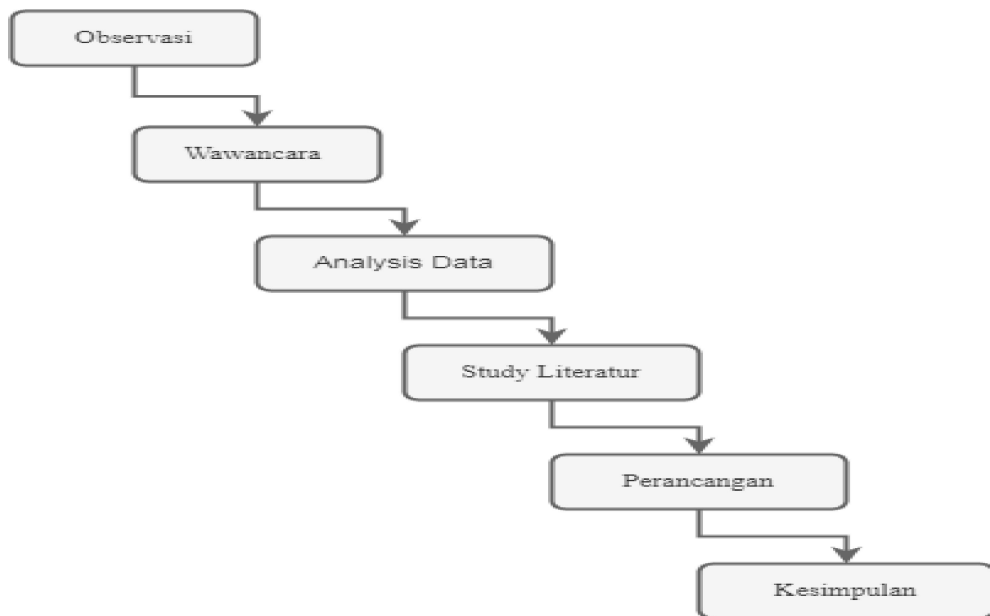 Observasi
Wawancara
Analysis Data
Study Literatur
Perancangan
Kesimpulan